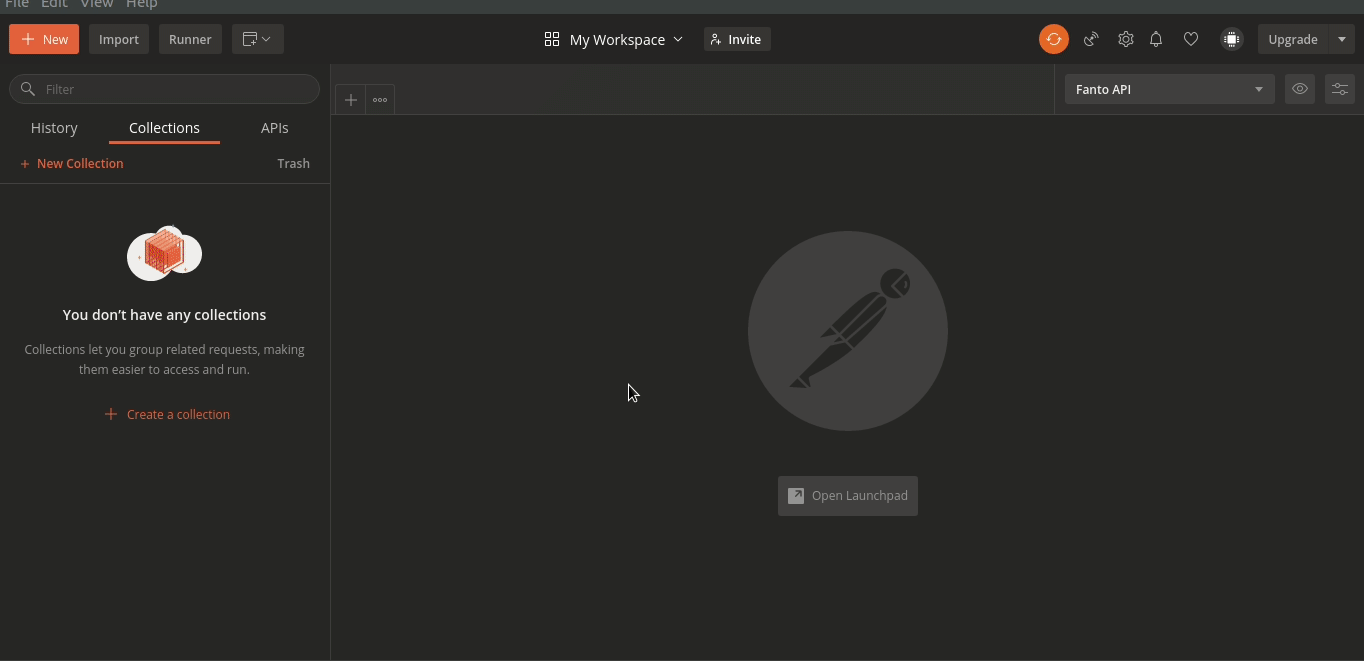 File Edit View Help
New Import Runner My Workspace Invite Upgrade
Filter
Fanto API
History Collections APIs
New Collection Trash
You don’t have any collections
Collections let you group related requests, making
them easier to access and run.
Create a collection
Open Launchpad